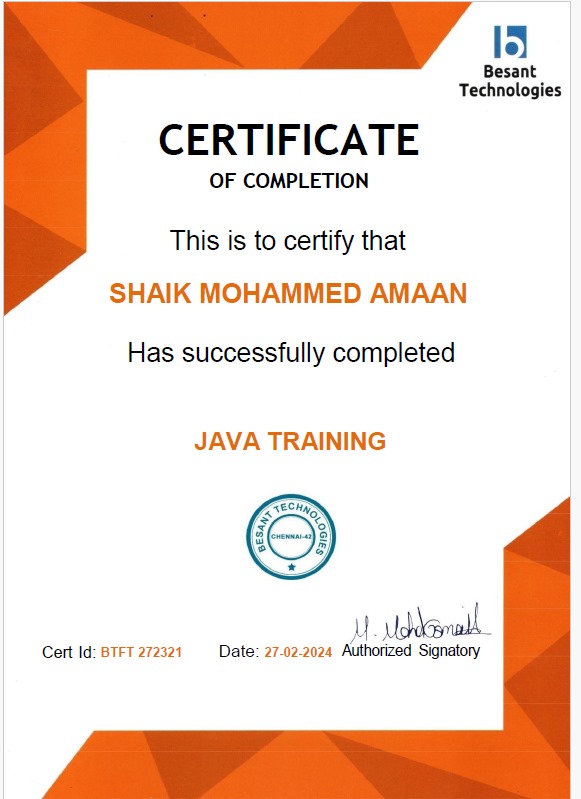 Besant
Technologies
CERTIFICATE
OF COMPLETION
This is to certify that
SHAIK MOHAMMED AMAAN
Has successfully completed
JAVA TRAINING
BESANT TECHNOLOGIES
CHENNAI-42
Cert Id: BTFT 272321 Date: 27-02-2024 Authorized Signatory